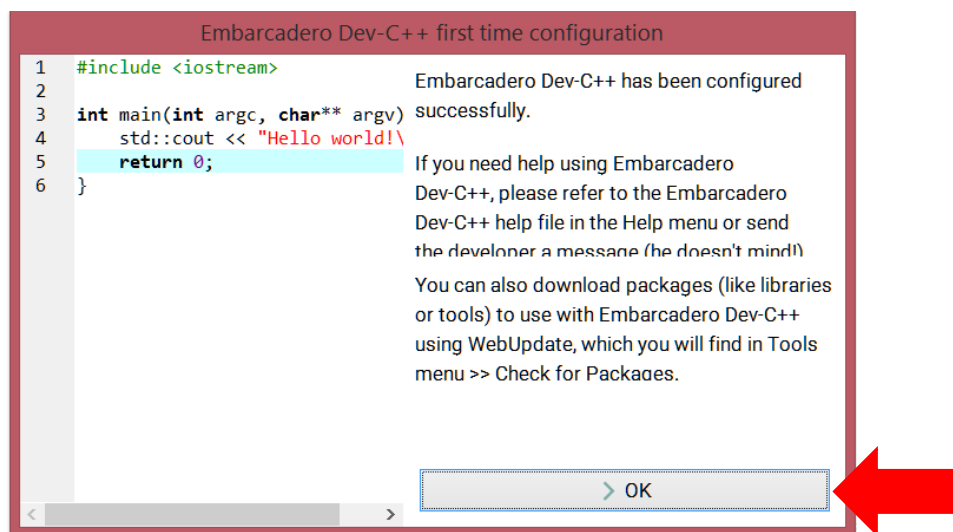 Embarcadero Dev-C++ first time configuration
1 #include <iostream>
2
3 int main(int argc, char** argv)
4 std::cout << "Hello world!\
5 return 0;
6 }
Embarcadero Dev-C++ has been configured
successfully.
If you need help using Embarcadero
Dev-C++, please refer to the Embarcadero
Dev-C++ help file in the Help menu or send
the developer a message (he doesn't mind!)
You can also download packages (like libraries
or tools) to use with Embarcadero Dev-C++
using WebUpdate, which you will find in Tools
menu >> Check for Packages.
OK